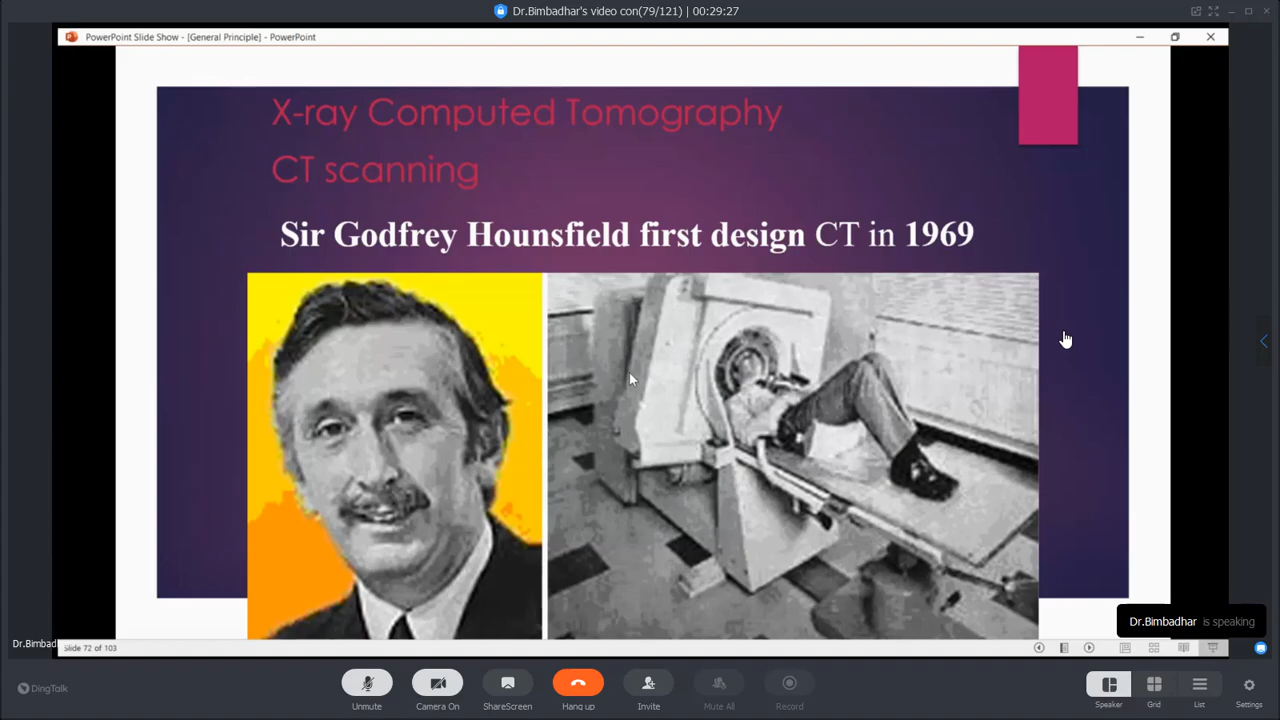 Dr.Bimbadhar's video con(79/121) | 00:29:27
PowerPoint Slide Show - [General Principle] - PowerPoint
X-ray Computed Tomography
CT scanning
Sir Godfrey Hounsfield first design CT in 1969
Dr.Bimbadhar is speaking
Dr.Bimbad
Slide 72 of 103
DingTalk
Unmute
Camera On
ShareScreen
Hang up
Invite
Mute All
Record
Speaker
Grid
List
Settings